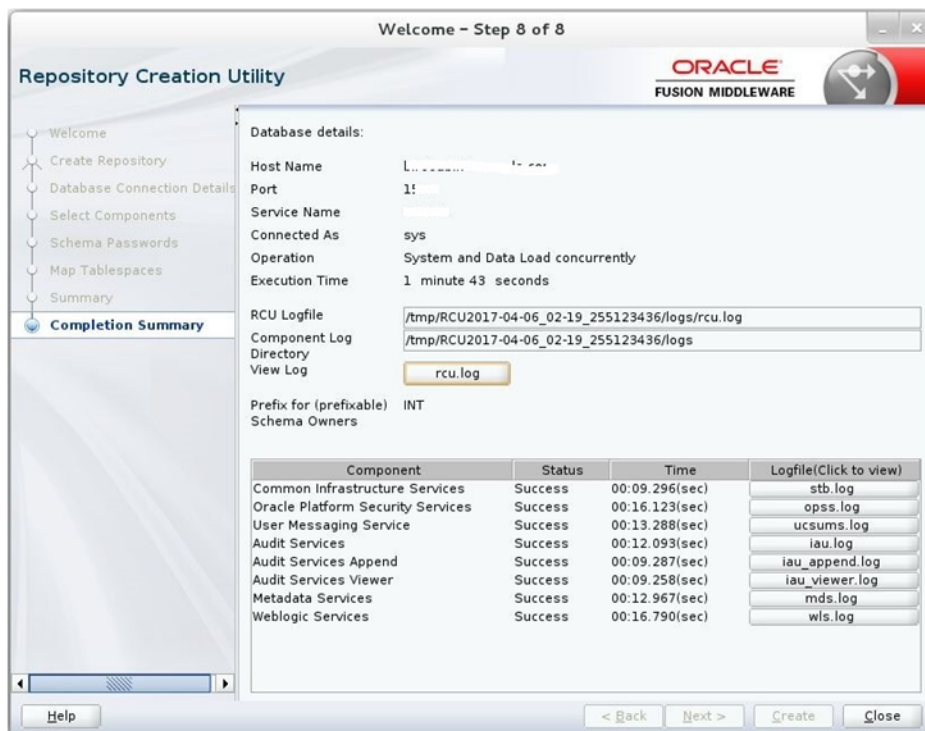 Welcome – Step 8 of 8
Repository Creation Utility
ORACLE
FUSION MIDDLEWARE
Welcome
Create Repository
Database Connection Details
Select Components
Schema Passwords
Map Tablespaces
Summary
Completion Summary
Database details:
Host Name
Port
Service Name
Connected As sys
Operation System and Data Load concurrently
Execution Time 1 minute 43 seconds
RCU Logfile /tmp/RCU2017-04-06_02-19_255123436/logs/rcu.log
Component Log Directory /tmp/RCU2017-04-06_02-19_255123436/logs
View Log rcu.log
Prefix for (prefixable) Schema Owners INT
Component Status Time Logfile(Click to view)
Common Infrastructure Services Success 00:09.296(sec) stb.log
Oracle Platform Security Services Success 00:16.123(sec) opss.log
User Messaging Service Success 00:13.288(sec) ucsums.log
Audit Services Success 00:12.093(sec) iau.log
Audit Services Append Success 00:09.287(sec) iau_append.log
Audit Services Viewer Success 00:09.258(sec) iau_viewer.log
Metadata Services Success 00:12.967(sec) mds.log
Weblogic Services Success 00:16.790(sec) wls.log
Help
< Back
Next >
Create
Close